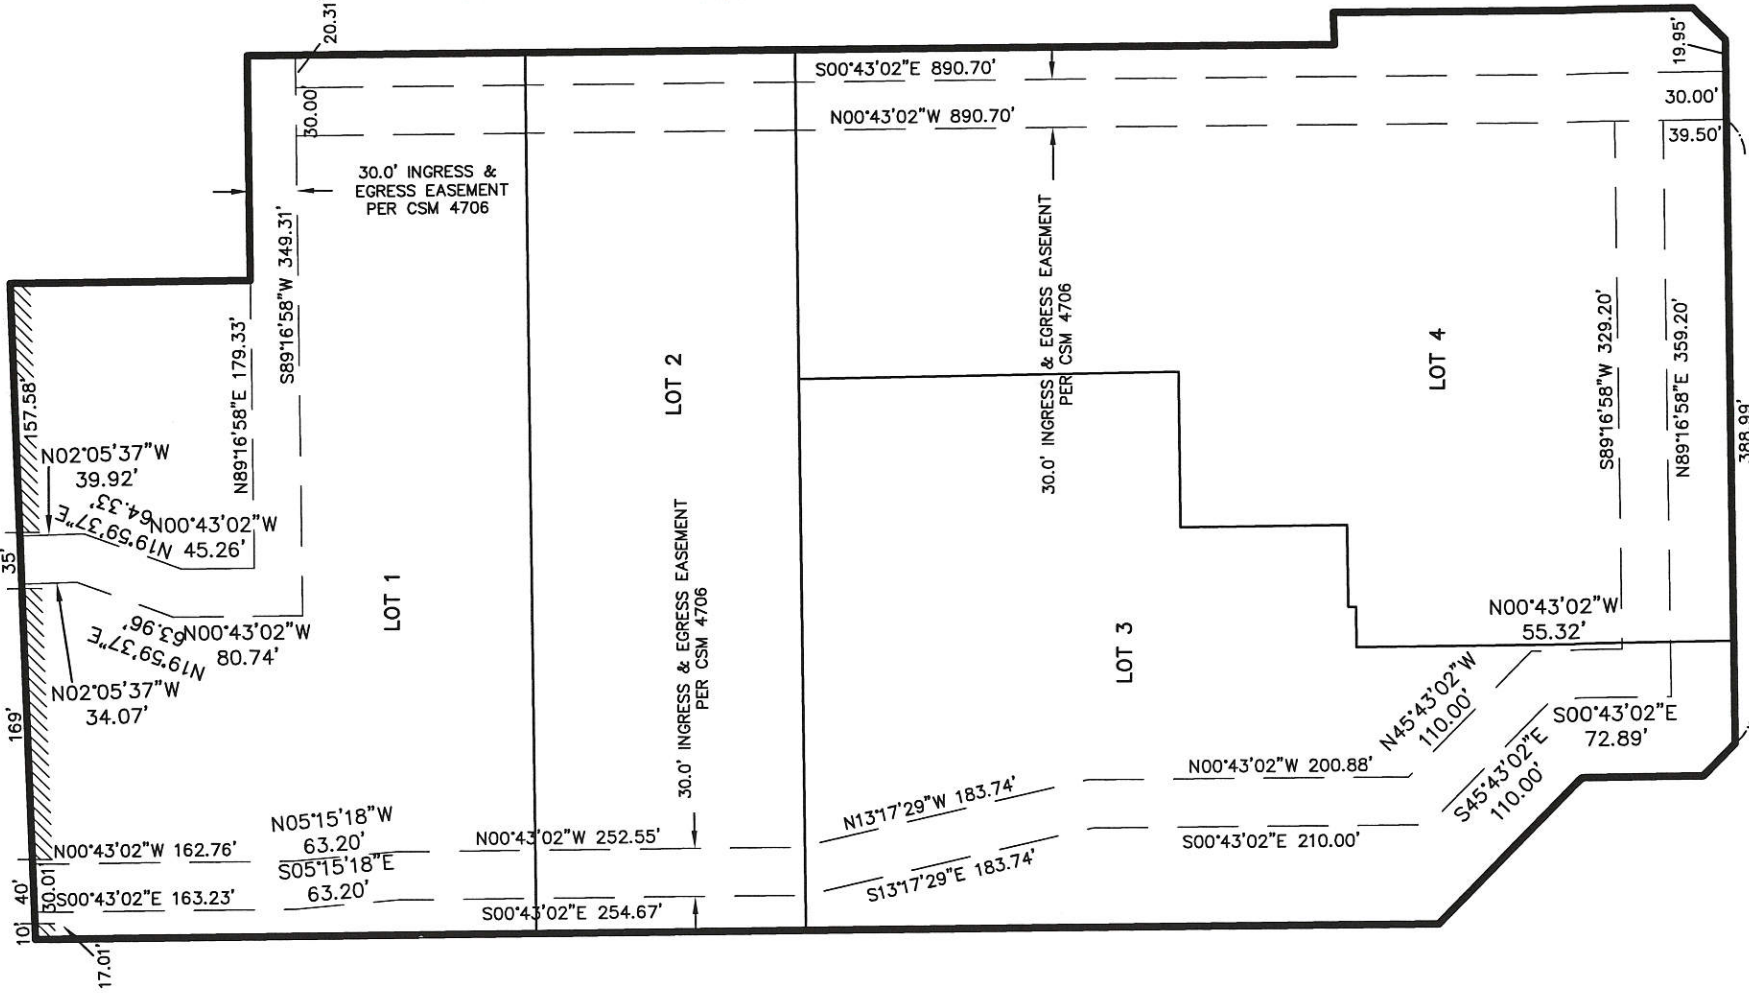 20.31
19.95'
S00°43'02"E 890.70'
30.00
30.00'
N00°43'02"W 890.70'
39.50'
30.0' INGRESS &
EGRESS EASEMENT
PER CSM 4706
S89°16'58"W 349.31'
30.0' INGRESS & EGRESS EASEMENT
PER CSM 4706
N89°16'58"E 179.33'
157.58'
LOT 2
LOT 4
S89°16'58"W 329.20'
N89°16'58"E 359.20'
388.99'
N02°05'37"W
39.92'
N19°59'37"E
64.33'
N00°43'02"W
45.26'
35'
LOT 1
30.0' INGRESS & EGRESS EASEMENT
PER CSM 4706
N19°59'37"E
63.96'
N00°43'02"W
80.74'
N02°05'37"W
34.07'
169'
LOT 3
N00°43'02"W
55.32'
N45°43'02"W
110.00'
S00°43'02"E
72.89'
S45°43'02"E
110.00'
N00°43'02"W 200.88'
N13°17'29"W 183.74'
S00°43'02"E 210.00'
S13°17'29"E 183.74'
N05°15'18"W
63.20'
N00°43'02"W 252.55'
N00°43'02"W 162.76'
S05°15'18"E
63.20'
S00°43'02"E 163.23'
S00°43'02"E 254.67'
40'
30.01
10'
17.01'